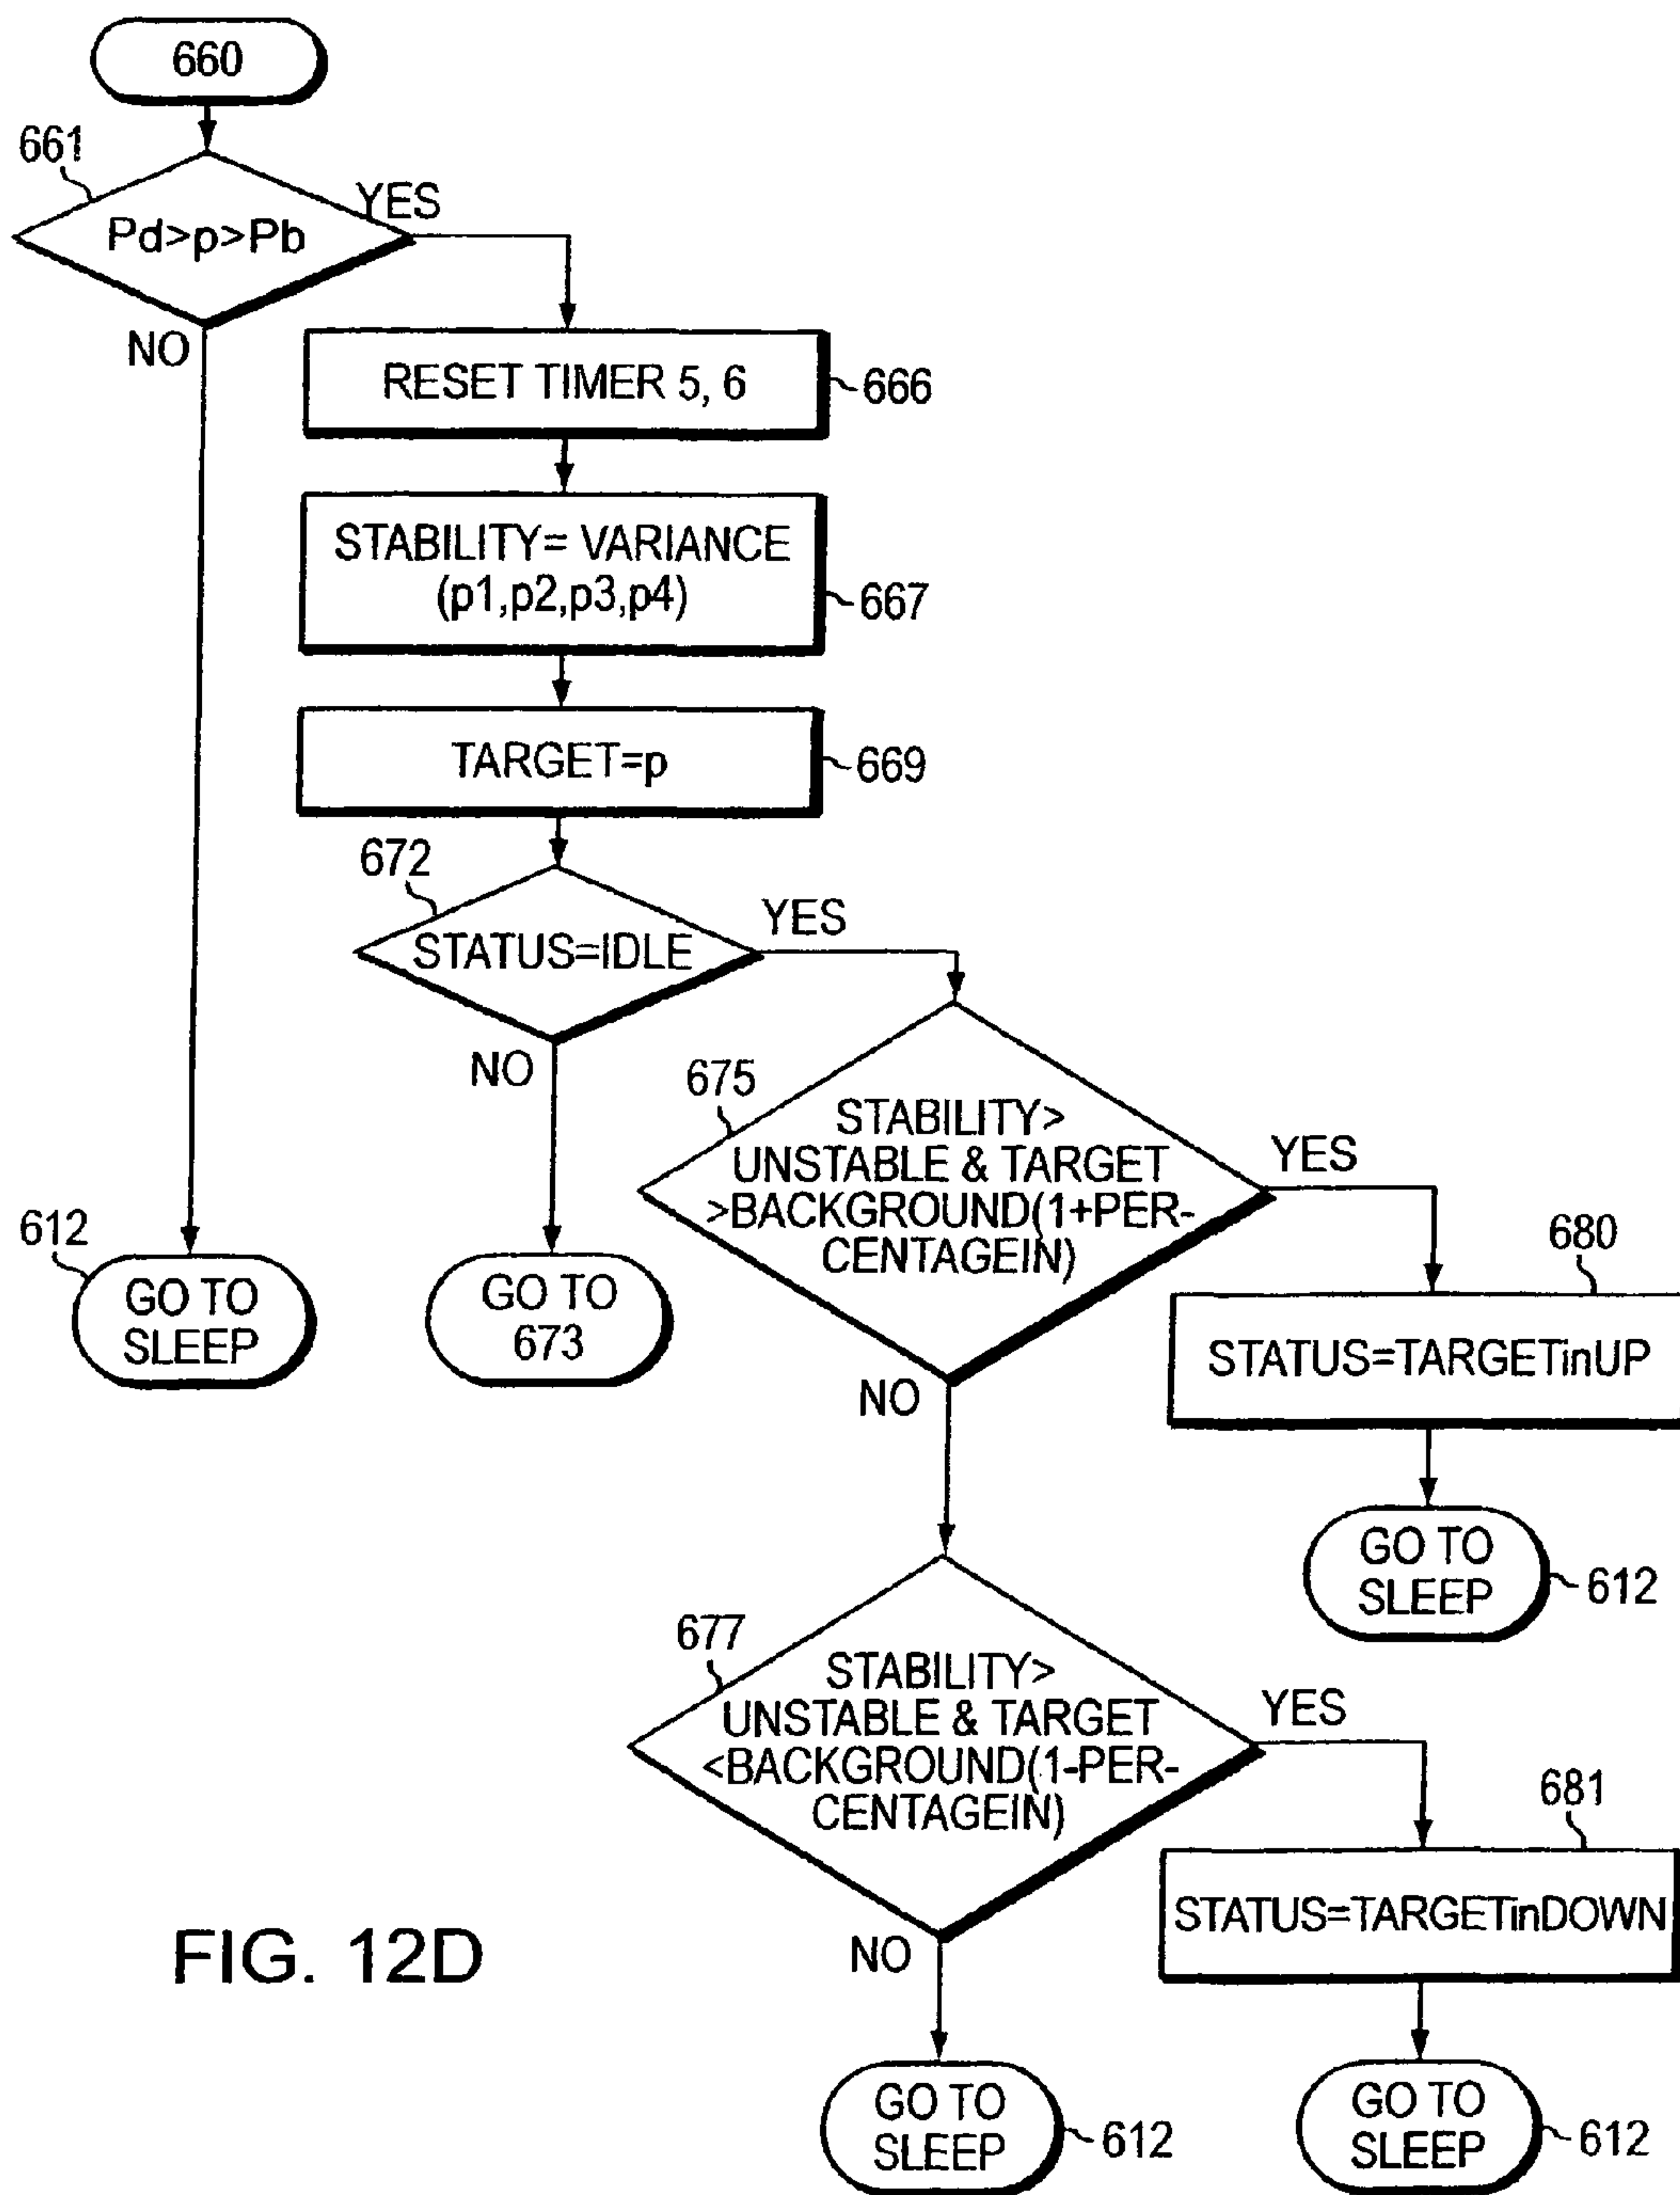 660
661
YES
Pd>p>Pb
NO
RESET TIMER 5, 6
666
STABILITY= VARIANCE
(p1,p2,p3,p4)
667
TARGET=p
669
672
YES
STATUS=IDLE
NO
675
STABILITY>
UNSTABLE & TARGET
>BACKGROUND(1+PER-
CENTAGEIN)
YES
NO
612
GO TO
SLEEP
GO TO
673
680
STATUS=TARGETinUP
GO TO
SLEEP
612
677
STABILITY>
UNSTABLE & TARGET
<BACKGROUND(1-PER-
CENTAGEIN)
YES
NO
681
STATUS=TARGETinDOWN
GO TO
SLEEP
612
GO TO
SLEEP
612
FIG. 12D